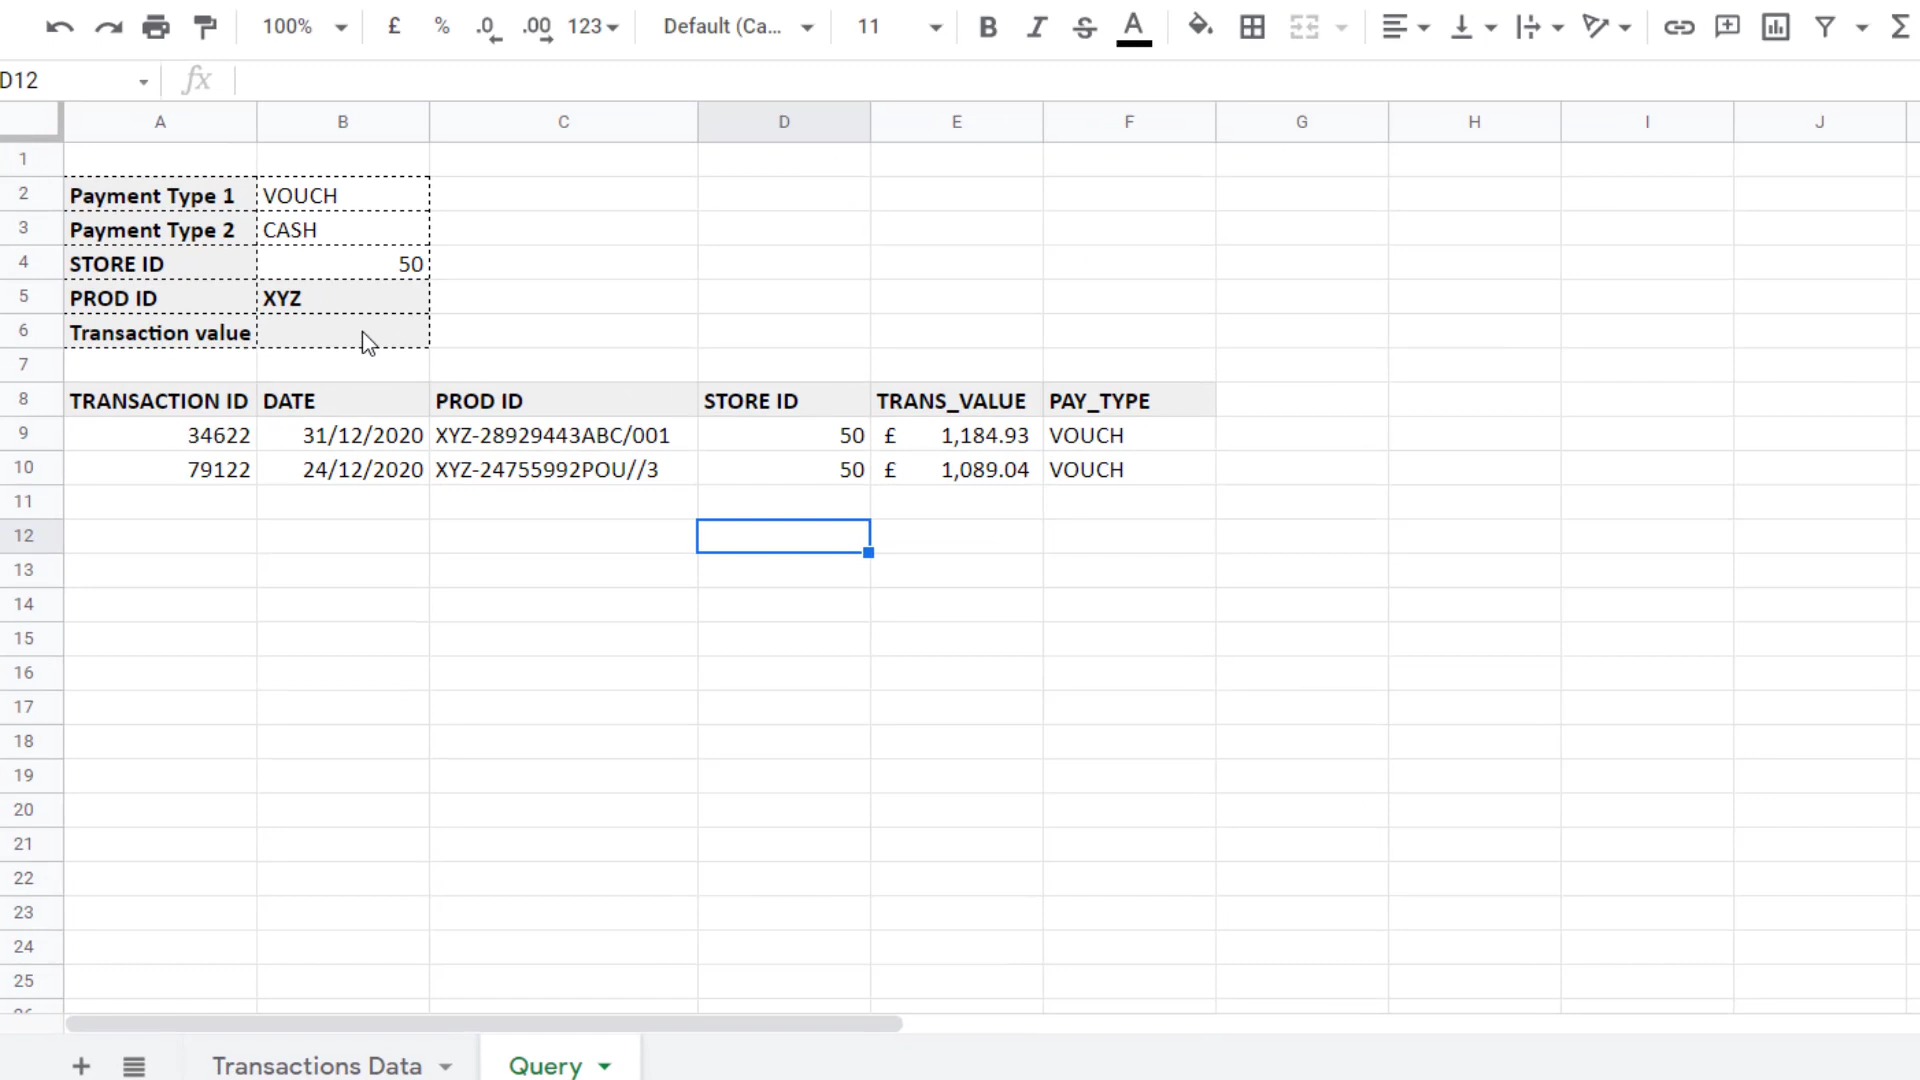 100% £ % .0 .00 123 Default (Ca... 11 B I S A Σ
D12 fx
A B C D E F G H I J
1
2 Payment Type 1 VOUCH
3 Payment Type 2 CASH
4 STORE ID 50
5 PROD ID XYZ
6 Transaction value
7
8 TRANSACTION ID DATE PROD ID STORE ID TRANS_VALUE PAY_TYPE
9 34622 31/12/2020 XYZ-28929443ABC/001 50 £ 1,184.93 VOUCH
10 79122 24/12/2020 XYZ-24755992POU//3 50 £ 1,089.04 VOUCH
11
12
13
14
15
16
17
18
19
20
21
22
23
24
25
+ Transactions Data Query